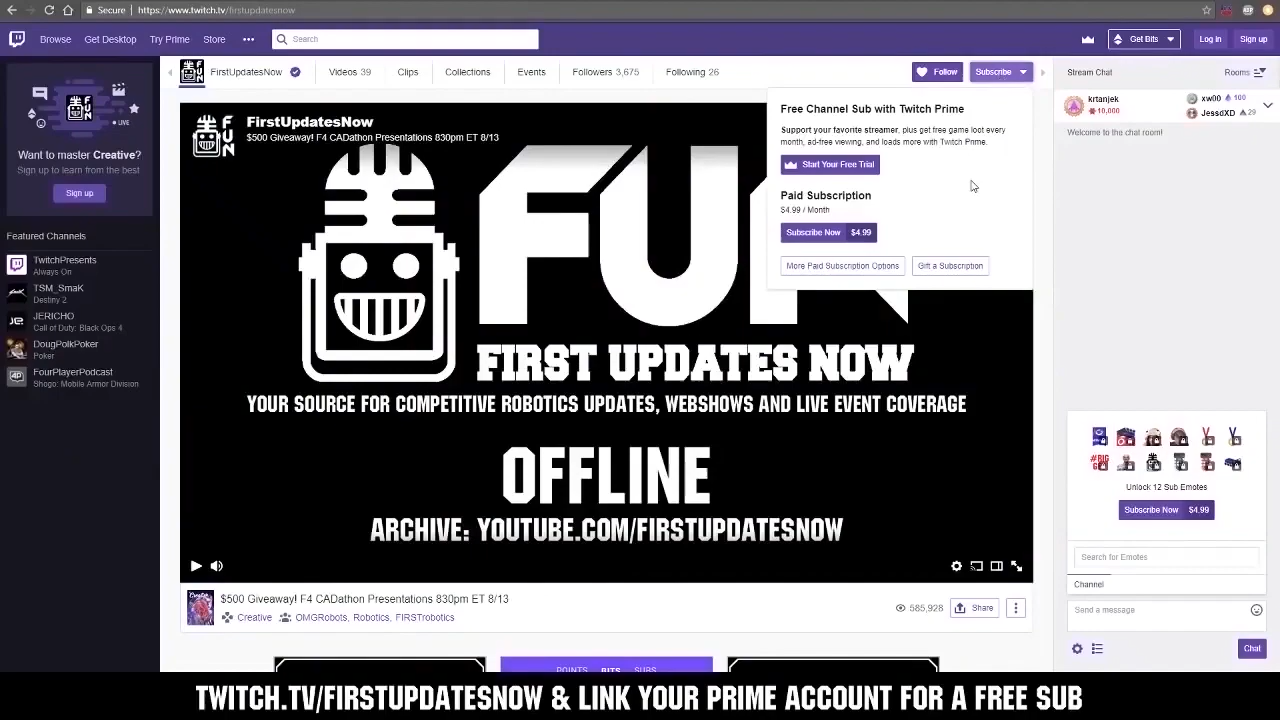 Secure
https://www.twitch.tv/firstupdatesnow
Browse
Get Desktop
Try Prime
Store
Search
Get Bits
Log in
Sign up
FirstUpdatesNow
Videos 39
Clips
Collections
Events
Followers 3,675
Following 26
Follow
Subscribe
Stream Chat
Rooms
FUN
LIVE
Want to master Creative?
Sign up to learn from the best
Sign up
Featured Channels
TwitchPresents
Always On
TSM_SmaK
Destiny 2
JERICHO
Call of Duty: Black Ops 4
DougPolkPoker
Poker
FourPlayerPodcast
Shogo: Mobile Armor Division
FUN
FirstUpdatesNow
$500 Giveaway! F4 CADathon Presentations 830pm ET 8/13
FUN
FIRST UPDATES NOW
YOUR SOURCE FOR COMPETITIVE ROBOTICS UPDATES, WEBSHOWS AND LIVE EVENT COVERAGE
OFFLINE
ARCHIVE: YOUTUBE.COM/FIRSTUPDATESNOW
Free Channel Sub with Twitch Prime
Support your favorite streamer, plus get free game loot every
month, ad-free viewing, and loads more with Twitch Prime.
Start Your Free Trial
Paid Subscription
$4.99 / Month
Subscribe Now $4.99
More Paid Subscription Options
Gift a Subscription
krtanjek
10,000
xw00 100
JessdXD 29
Welcome to the chat room!
Unlock 12 Sub Emotes
Subscribe Now $4.99
Search for Emotes
Channel
Send a message
Chat
$500 Giveaway! F4 CADathon Presentations 830pm ET 8/13
Creative
OMGRobots, Robotics, FIRSTrobotics
585,928
Share
POINTS BITS SUBS
TWITCH.TV/FIRSTUPDATESNOW & LINK YOUR PRIME ACCOUNT FOR A FREE SUB